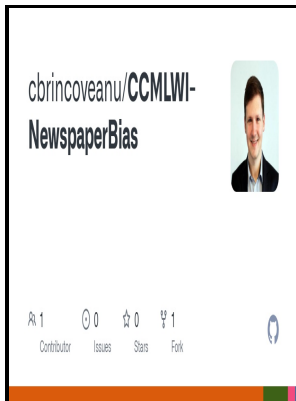 cbrincoveanu/CCMLWI-
NewspaperBias
1 0 0 1
Contributor Issues Stars Fork